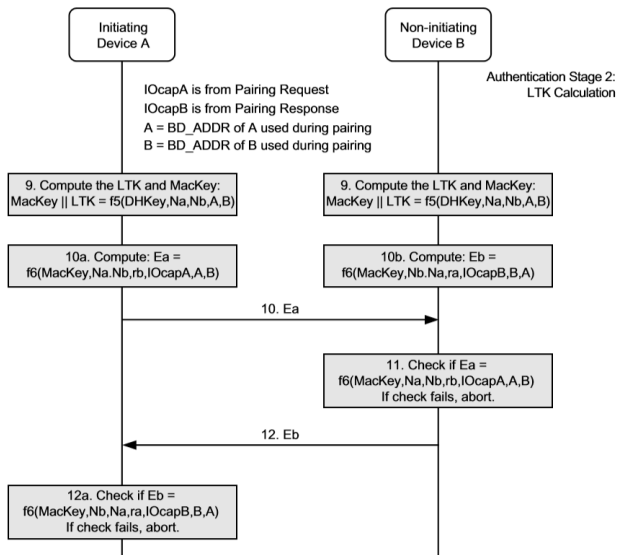 Initiating
Device A
Non-initiating
Device B
Authentication Stage 2:
LTK Calculation
IOcapA is from Pairing Request
IOcapB is from Pairing Response
A = BD_ADDR of A used during pairing
B = BD_ADDR of B used during pairing
9. Compute the LTK and MacKey:
MacKey || LTK = f5(DHKey,Na,Nb,A,B)
9. Compute the LTK and MacKey:
MacKey || LTK = f5(DHKey,Na,Nb,A,B)
10a. Compute: Ea =
f6(MacKey,Na.Nb,rb,IOcapA,A,B)
10b. Compute: Eb =
f6(MacKey,Nb.Na,ra,IOcapB,B,A)
10. Ea
11. Check if Ea =
f6(MacKey,Na,Nb,rb,IOcapA,A,B)
If check fails, abort.
12. Eb
12a. Check if Eb =
f6(MacKey,Nb,Na,ra,IOcapB,B,A)
If check fails, abort.